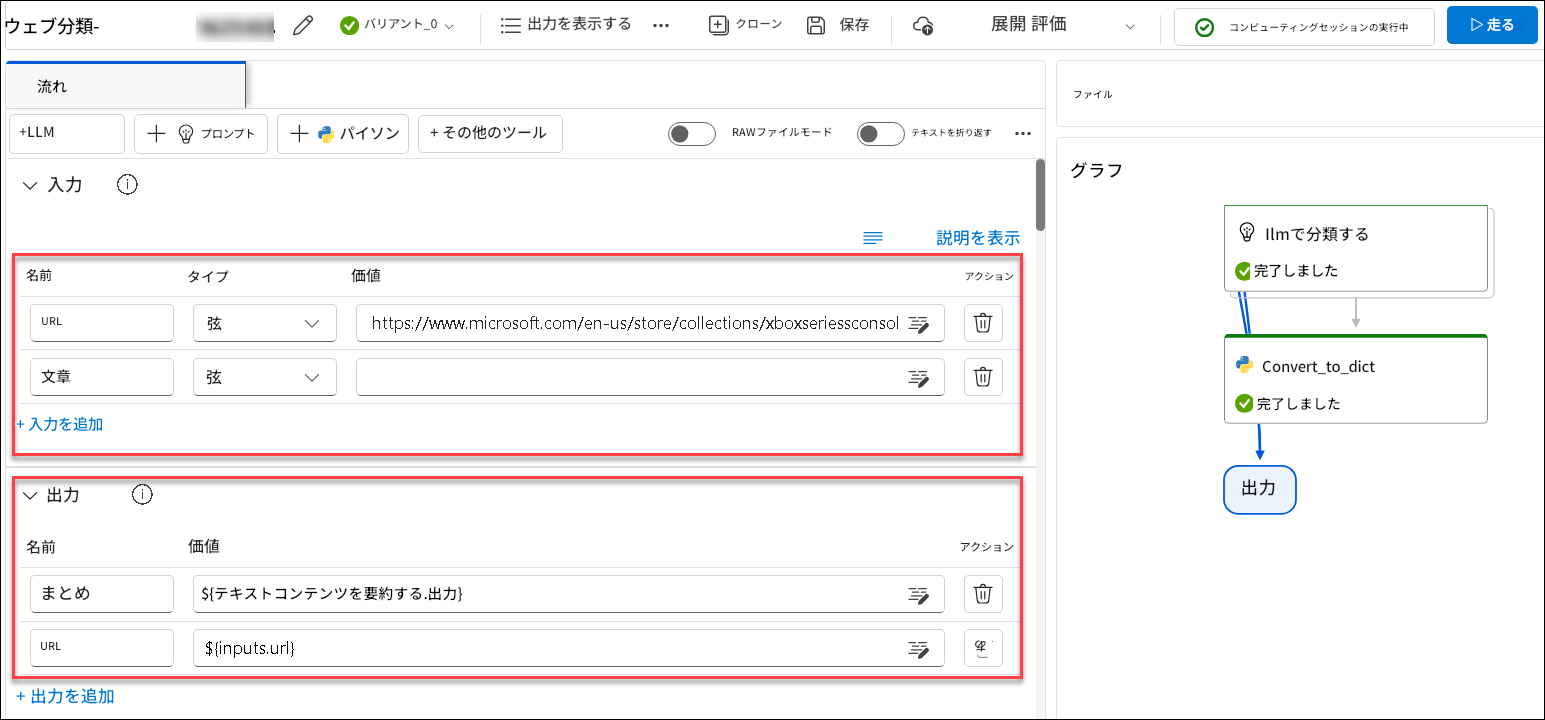 ウェブ分類-
バリアント_0
出力を表示する
クローン
保存
展開 評価
コンピューティングセッションの実行中
走る
流れ
+LLM
プロンプト
パイソン
+ その他のツール
RAWファイルモード
テキストを折り返す
入力
説明を表示
名前 タイプ 価値 アクション
URL 弦 https://www.microsoft.com/en-us/store/collections/xboxseriessconsol
文章 弦
+ 入力を追加
出力
名前 価値 アクション
まとめ ${テキストコンテンツを要約する.出力}
URL ${inputs.url} あ
+ 出力を追加
ファイル
グラフ
Ilmで分類する
完了しました
Convert_to_dict
完了しました
出力